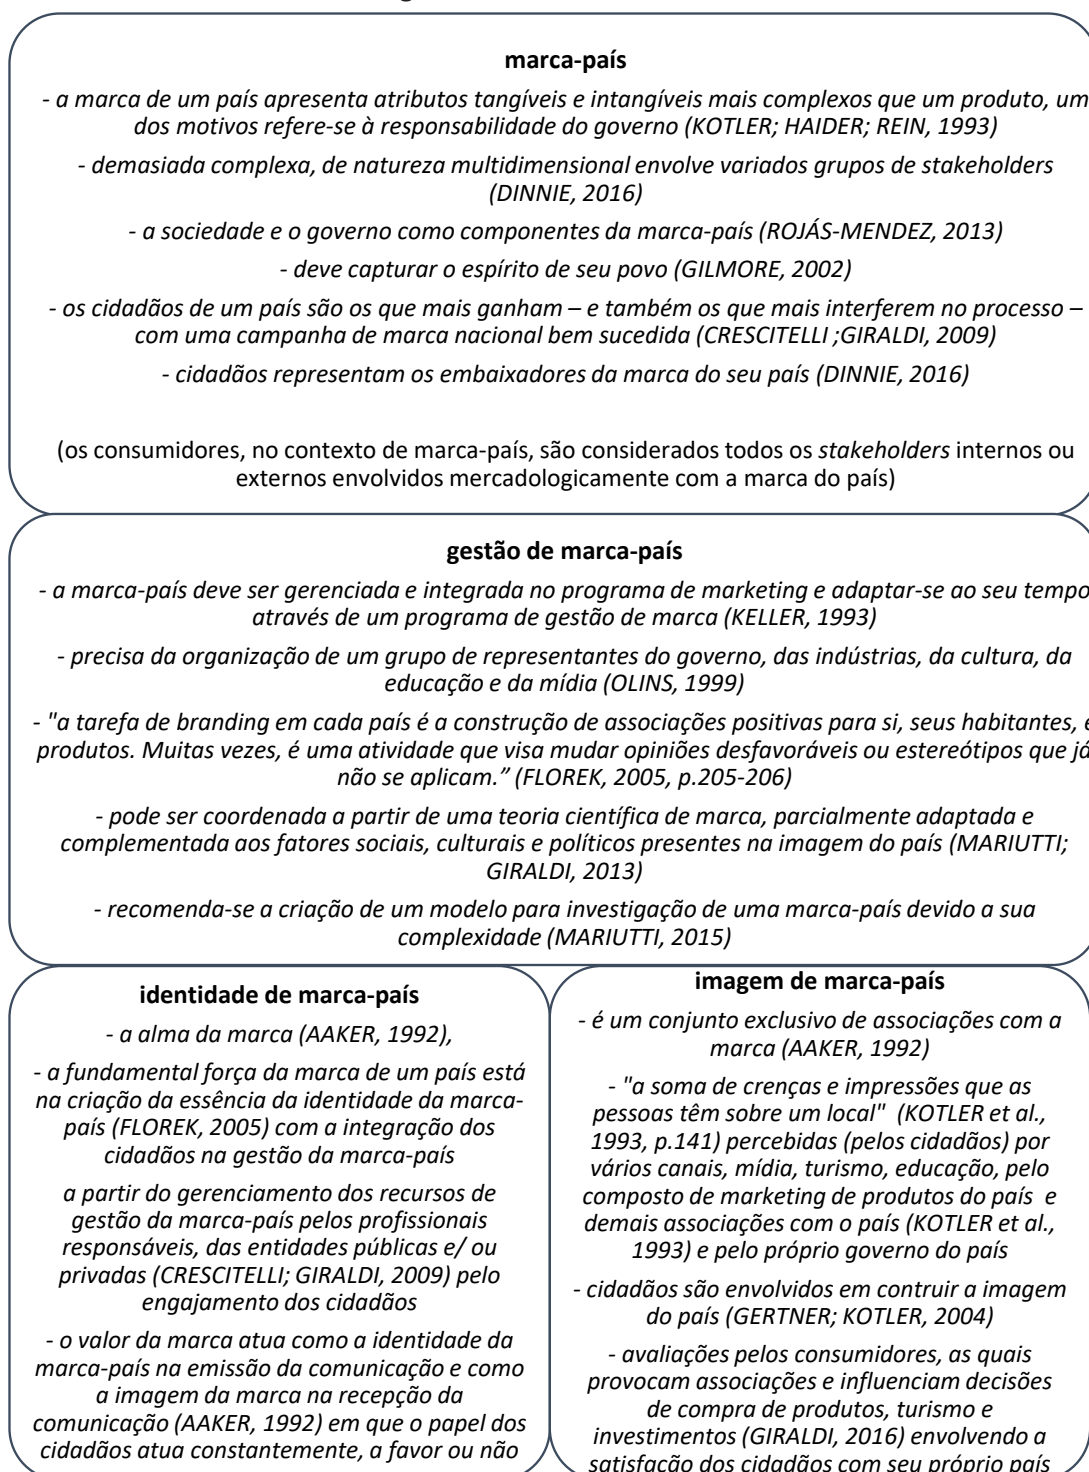 marca-país
- a marca de um país apresenta atributos tangíveis e intangíveis mais complexos que um produto, um
dos motivos refere-se à responsabilidade do governo (KOTLER; HAIDER; REIN, 1993)
- demasiada complexa, de natureza multidimensional envolve variados grupos de stakeholders
(DINNIE, 2016)
- a sociedade e o governo como componentes da marca-país (ROJÁS-MENDEZ, 2013)
- deve capturar o espírito de seu povo (GILMORE, 2002)
- os cidadãos de um país são os que mais ganham – e também os que mais interferem no processo –
com uma campanha de marca nacional bem sucedida (CRESCITELLI ;GIRALDI, 2009)
- cidadãos representam os embaixadores da marca do seu país (DINNIE, 2016)
(os consumidores, no contexto de marca-país, são considerados todos os stakeholders internos ou
externos envolvidos mercadologicamente com a marca do país)
gestão de marca-país
- a marca-país deve ser gerenciada e integrada no programa de marketing e adaptar-se ao seu tempo
através de um programa de gestão de marca (KELLER, 1993)
- precisa da organização de um grupo de representantes do governo, das indústrias, da cultura, da
educação e da mídia (OLINS, 1999)
- "a tarefa de branding em cada país é a construção de associações positivas para si, seus habitantes, e
produtos. Muitas vezes, é uma atividade que visa mudar opiniões desfavoráveis ou estereótipos que já
não se aplicam.” (FLOREK, 2005, p.205-206)
- pode ser coordenada a partir de uma teoria científica de marca, parcialmente adaptada e
complementada aos fatores sociais, culturais e políticos presentes na imagem do país (MARIUTTI;
GIRALDI, 2013)
- recomenda-se a criação de um modelo para investigação de uma marca-país devido a sua
complexidade (MARIUTTI, 2015)
identidade de marca-país
- a alma da marca (AAKER, 1992),
- a fundamental força da marca de um país está
na criação da essência da identidade da marca-
país (FLOREK, 2005) com a integração dos
cidadãos na gestão da marca-país
a partir do gerenciamento dos recursos de
gestão da marca-país pelos profissionais
responsáveis, das entidades públicas e/ ou
privadas (CRESCITELLI; GIRALDI, 2009) pelo
engajamento dos cidadãos
- o valor da marca atua como a identidade da
marca-país na emissão da comunicação e como
a imagem da marca na recepção da
comunicação (AAKER, 1992) em que o papel dos
cidadãos atua constantemente, a favor ou não
imagem de marca-país
- é um conjunto exclusivo de associações com a
marca (AAKER, 1992)
- "a soma de crenças e impressões que as
pessoas têm sobre um local" (KOTLER et al.,
1993, p.141) percebidas (pelos cidadãos) por
vários canais, mídia, turismo, educação, pelo
composto de marketing de produtos do país e
demais associações com o país (KOTLER et al.,
1993) e pelo próprio governo do país
- cidadãos são envolvidos em contruir a imagem
do país (GERTNER; KOTLER, 2004)
- avaliações pelos consumidores, as quais
provocam associações e influenciam decisões
de compra de produtos, turismo e
investimentos (GIRALDI, 2016) envolvendo a
satisfação dos cidadãos com seu próprio país